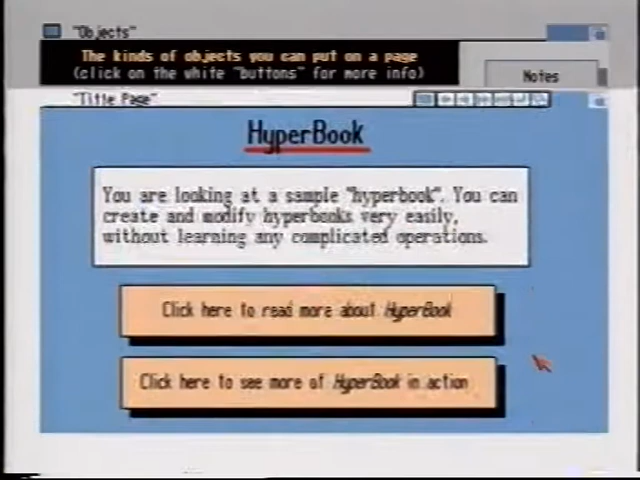 "Objects"
The kinds of objects you can put on a page
(click on the white "buttons" for more info)
Notes
"Title Page"
HyperBook
You are looking at a sample "hyperbook". You can
create and modify hyperbooks very easily,
without learning any complicated operations.
Click here to read more about HyperBook
Click here to see more of HyperBook in action